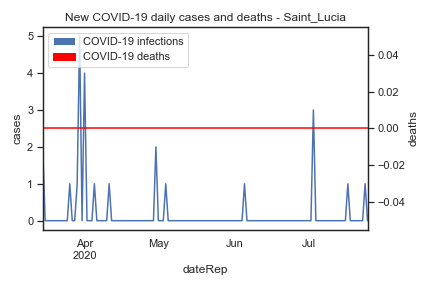 New COVID-19 daily cases and deaths - Saint_Lucia
COVID-19 infections
COVID-19 deaths
5
4
3
2
1
0
cases
0.04
0.02
0.00
−0.02
−0.04
deaths
Apr
2020
May
Jun
Jul
dateRep